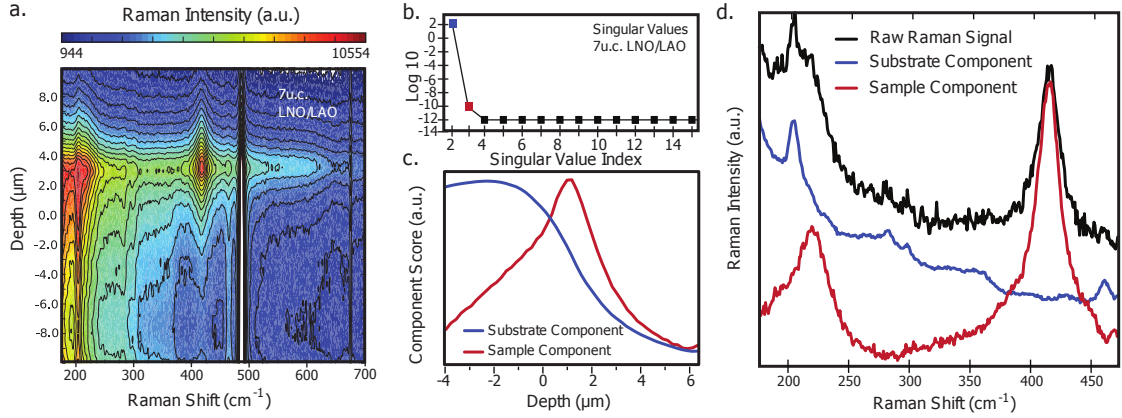 a.
Raman Intensity (a.u.)
944
10554
7u.c.
LNO/LAO
8.0
6.0
4.0
2.0
0.0
-2.0
-4.0
-6.0
-8.0
Depth (μm)
200 300 400 500 600 700
Raman Shift (cm-1)
b.
Singular Values
7u.c. LNO/LAO
2
0
-2
-4
-6
-8
-10
-12
-14
Log 10
2 4 6 8 10 12 14
Singular Value Index
c.
Component Score (a.u.)
Substrate Component
Sample Component
-4 -2 0 2 4 6
Depth (μm)
d.
Raw Raman Signal
Substrate Component
Sample Component
Raman Intensity (a.u.)
200 250 300 350 400 450
Raman Shift (cm-1)